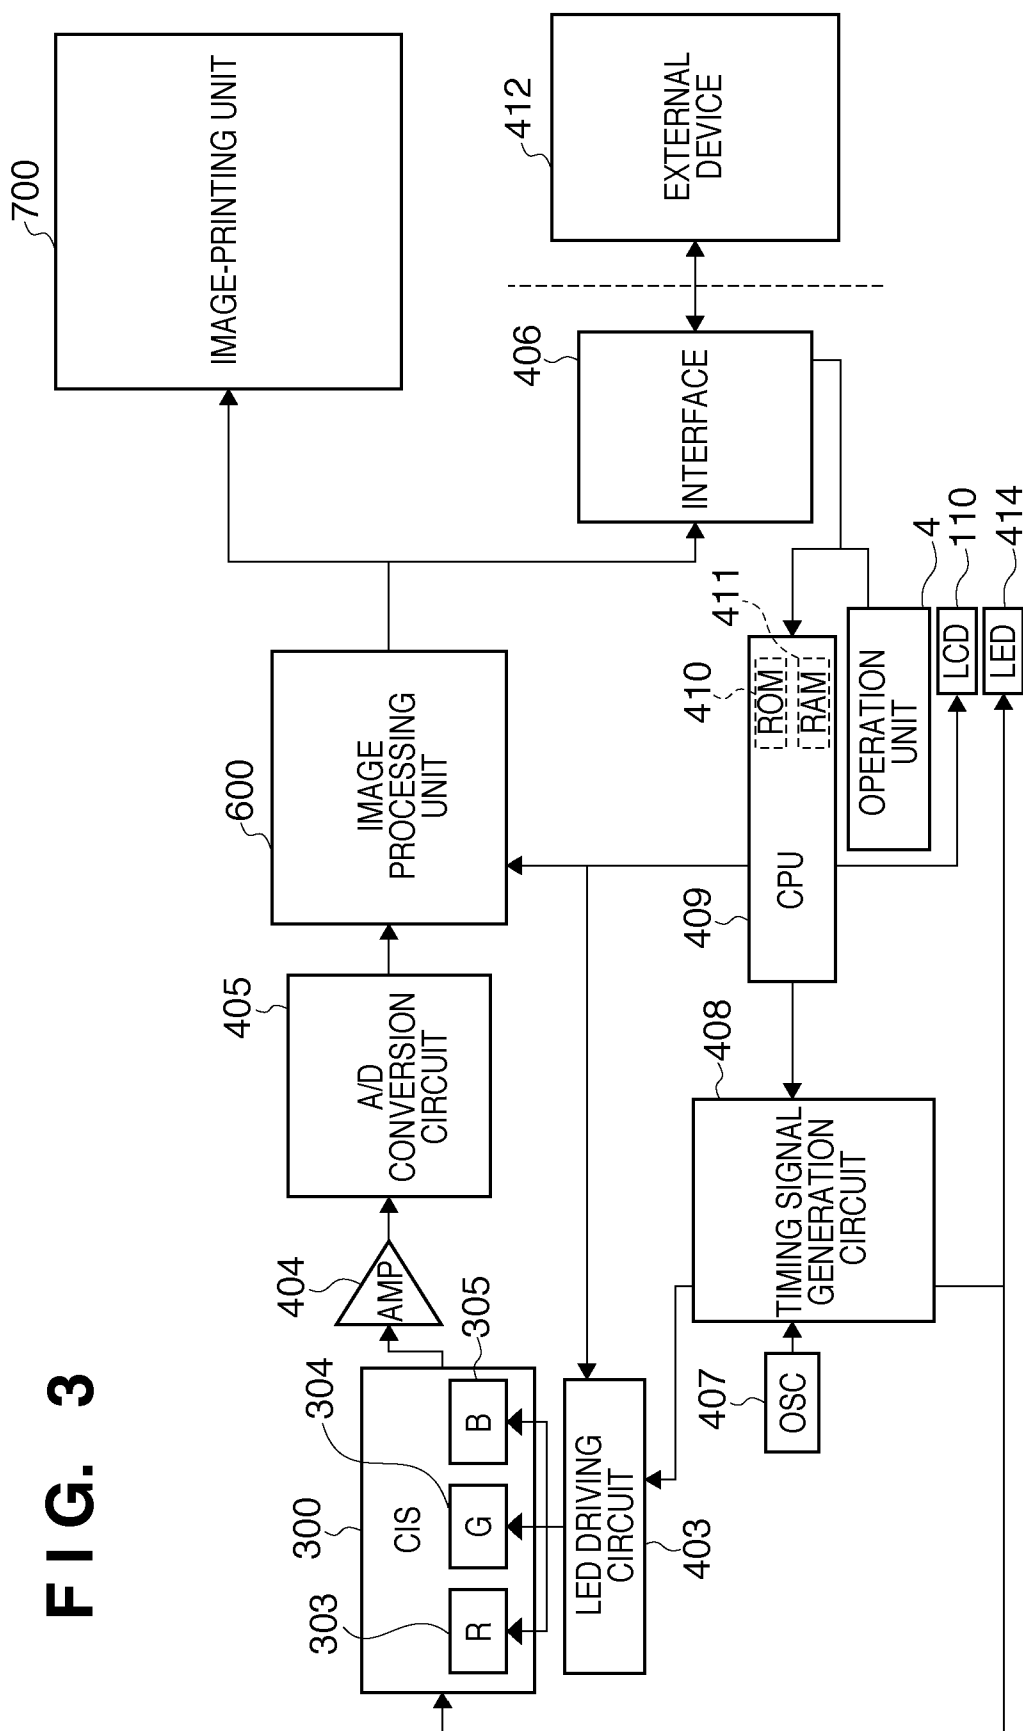 FIG. 3
300
CIS
303
R
304
G
305
B
404
AMP
405
A/D
CONVERSION
CIRCUIT
600
IMAGE
PROCESSING
UNIT
700
IMAGE-PRINTING UNIT
LED DRIVING
CIRCUIT
403
407
OSC
408
TIMING SIGNAL
GENERATION
CIRCUIT
409
CPU
410
ROM
411
RAM
406
INTERFACE
412
EXTERNAL
DEVICE
OPERATION
UNIT
4
LCD
110
LED
414